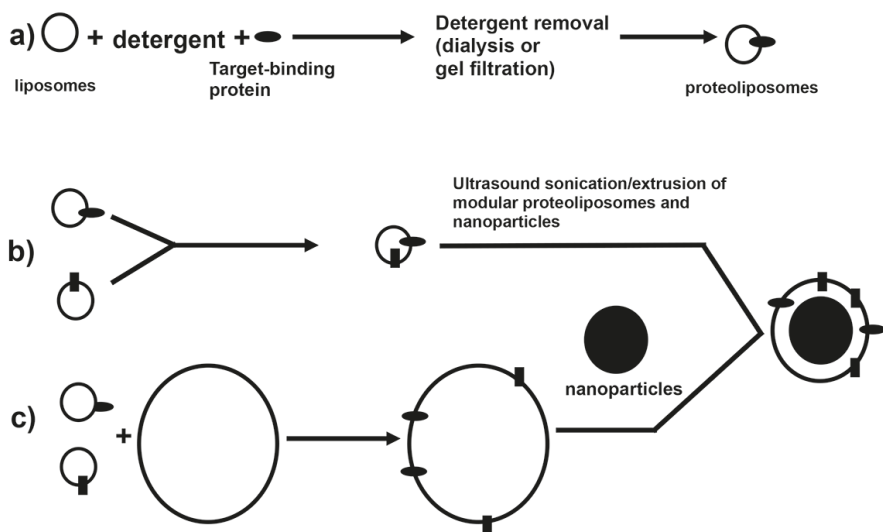 a) + detergent + Detergent removal
(dialysis or
gel filtration)
liposomes
Target-binding
protein
proteoliposomes
b)
Ultrasound sonication/extrusion of
modular proteoliposomes and
nanoparticles
nanoparticles
c) +